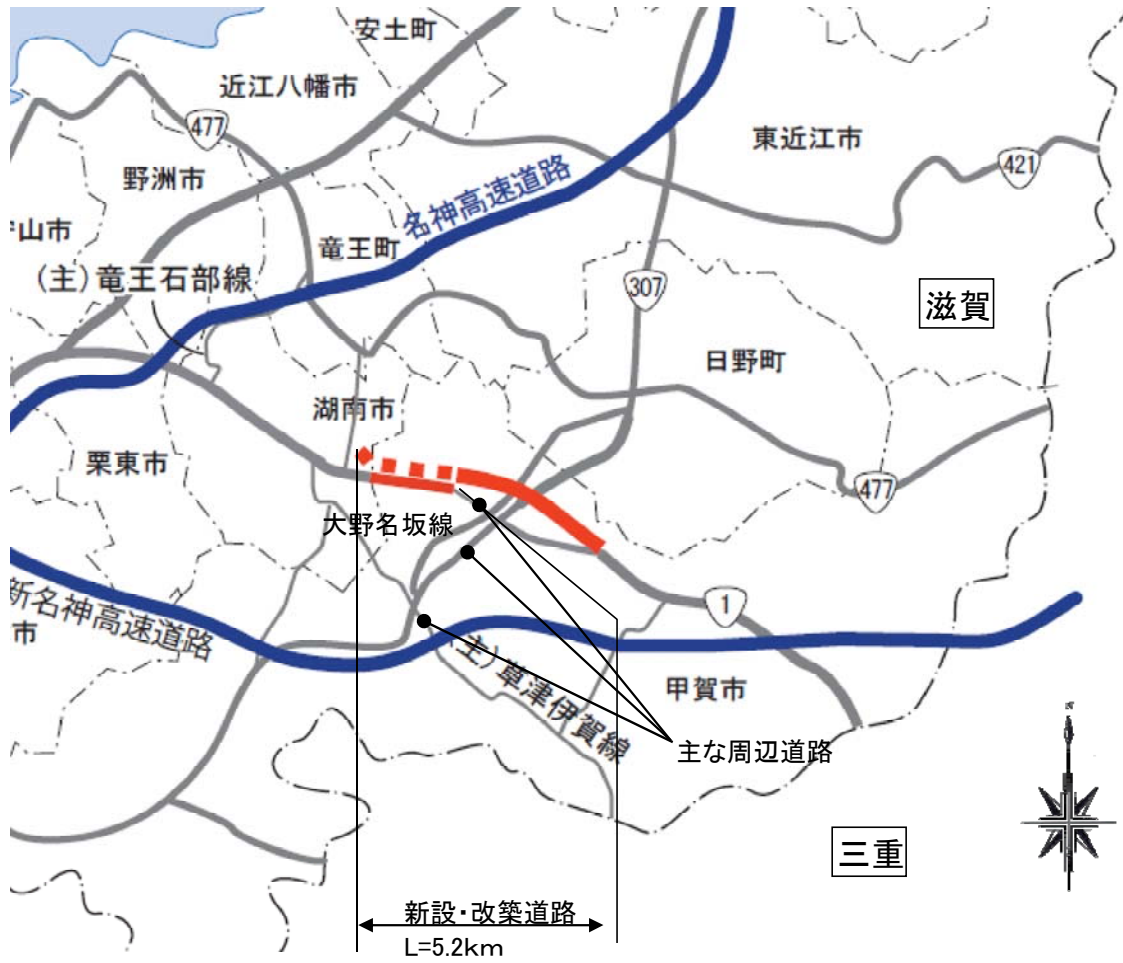 安土町
近江八幡市
477
東近江市
野洲市
421
名神高速道路
山市
竜王町
(主)竜王石部線
307
滋賀
日野町
湖南市
栗東市
477
大野名坂線
新名神高速道路
1
市
(主)草津伊賀線
甲賀市
主な周辺道路
三重
新設・改築道路
L=5.2km